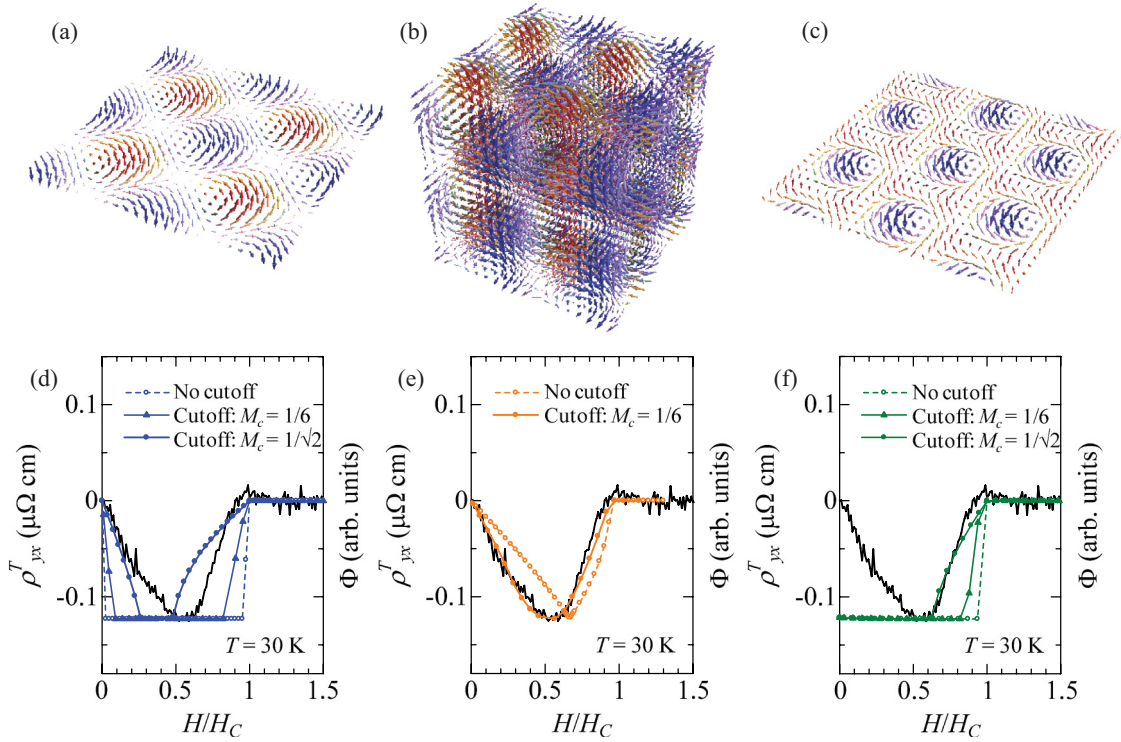 (a)
(b)
(c)
(d)
No cutoff
Cutoff: M_c = 1/6
Cutoff: M_c = 1/√2
0.1
0
-0.1
ρ^T_yx (μΩ cm)
Φ (arb. units)
T = 30 K
0 0.5 1 1.5
H/H_C
(e)
No cutoff
Cutoff: M_c = 1/6
0.1
0
-0.1
ρ^T_yx (μΩ cm)
Φ (arb. units)
T = 30 K
0 0.5 1 1.5
H/H_C
(f)
No cutoff
Cutoff: M_c = 1/6
Cutoff: M_c = 1/√2
0.1
0
-0.1
ρ^T_yx (μΩ cm)
Φ (arb. units)
T = 30 K
0 0.5 1 1.5
H/H_C